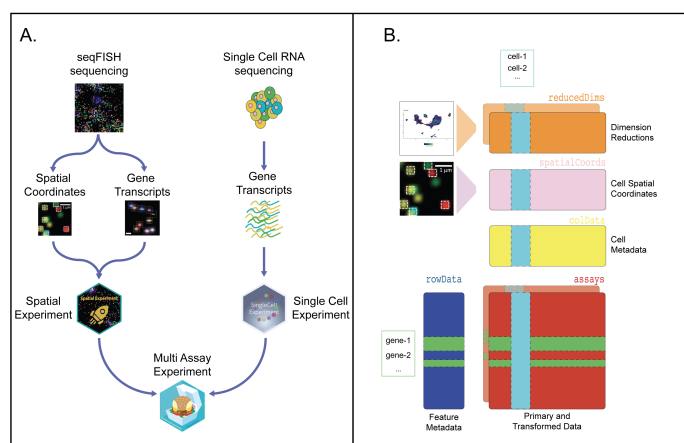 A.
seqFISH
sequencing
Single Cell RNA
sequencing
Spatial
Coordinates
Gene
Transcripts
Gene
Transcripts
Spatial
Experiment
Spatial Experiment
SingleCell
Experiment
Single Cell
Experiment
Multi Assay
Experiment
B.
cell-1
cell-2
...
reducedDims
Dimension
Reductions
1 μm
spatialCoords
Cell Spatial
Coordinates
colData
Cell
Metadata
rowData
assays
gene-1
gene-2
...
Feature
Metadata
Primary and
Transformed Data